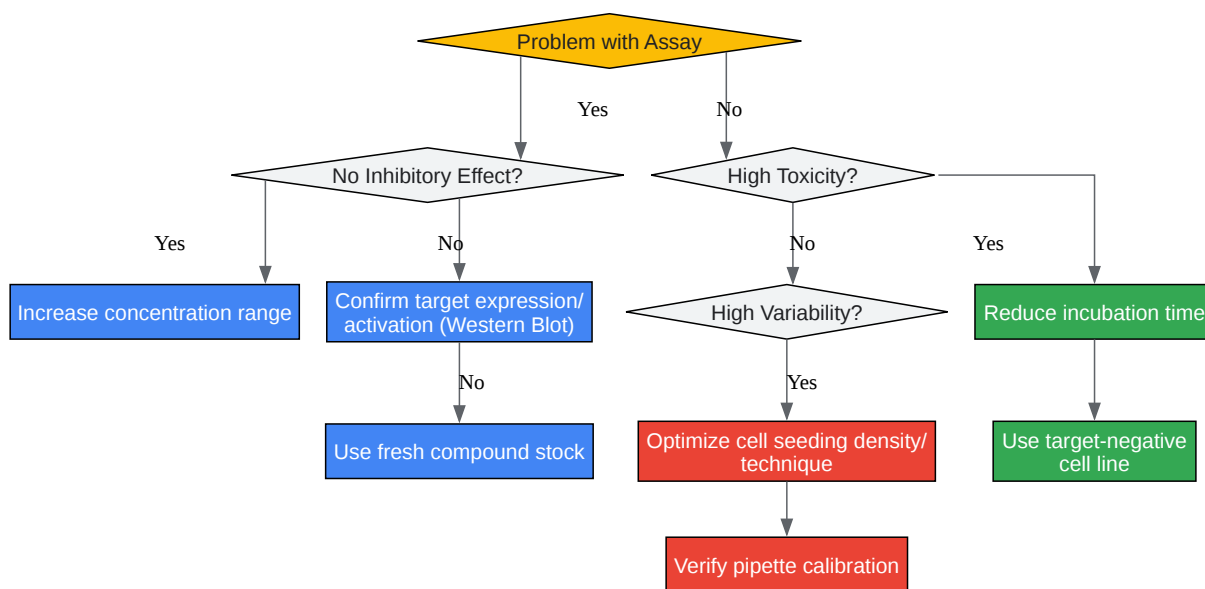 Problem with Assay
Yes
No
No Inhibitory Effect?
High Toxicity?
Yes
No
No
Yes
Increase concentration range
Confirm target expression/
activation (Western Blot)
High Variability?
Reduce incubation time
No
Yes
Use fresh compound stock
Optimize cell seeding density/
technique
Use target-negative
cell line
Verify pipette calibration